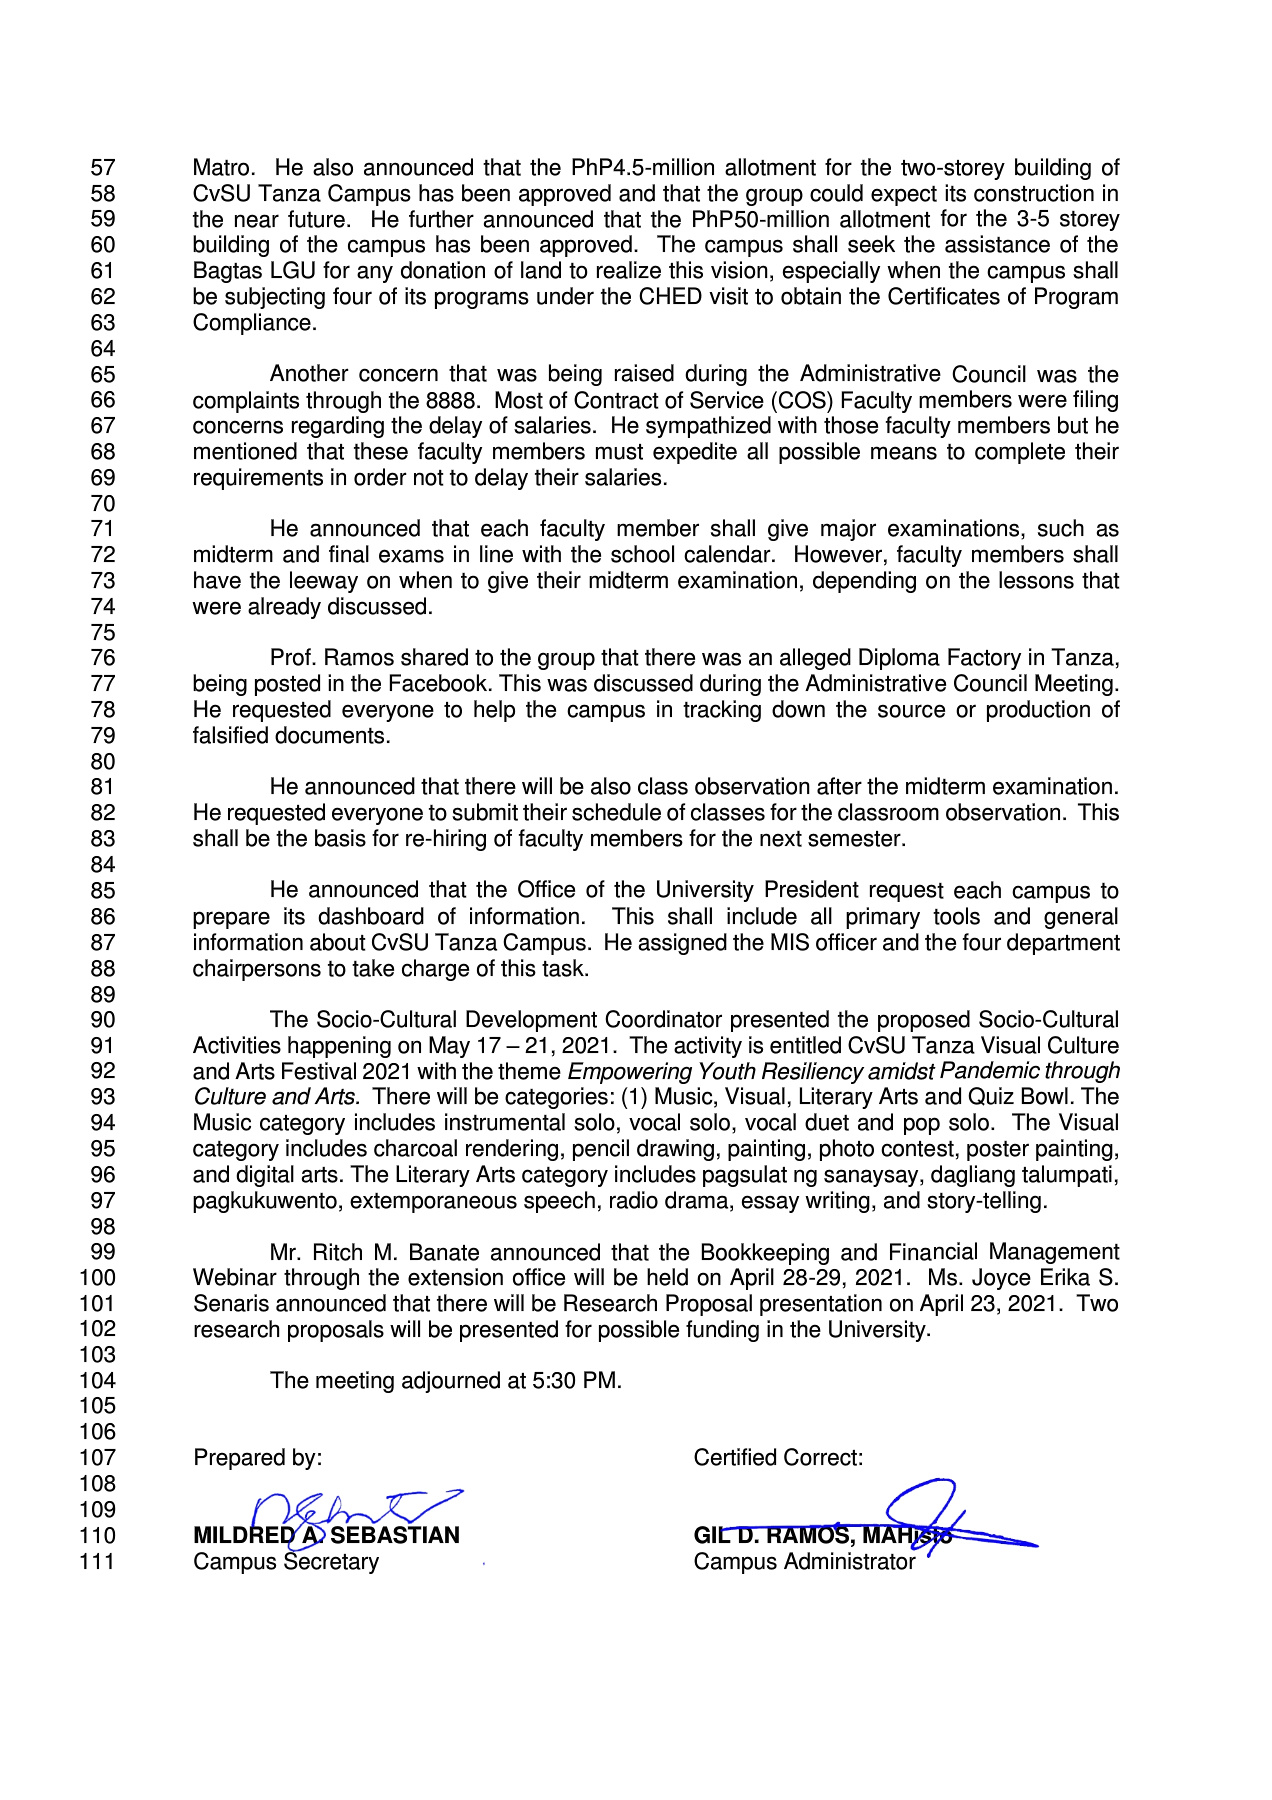 57 Matro. He also announced that the PhP4.5-million allotment for the two-storey building of
58 CvSU Tanza Campus has been approved and that the group could expect its construction in
59 the near future. He further announced that the PhP50-million allotment for the 3-5 storey
60 building of the campus has been approved. The campus shall seek the assistance of the
61 Bagtas LGU for any donation of land to realize this vision, especially when the campus shall
62 be subjecting four of its programs under the CHED visit to obtain the Certificates of Program
63 Compliance.
64
65 Another concern that was being raised during the Administrative Council was the
66 complaints through the 8888. Most of Contract of Service (COS) Faculty members were filing
67 concerns regarding the delay of salaries. He sympathized with those faculty members but he
68 mentioned that these faculty members must expedite all possible means to complete their
69 requirements in order not to delay their salaries.
70
71 He announced that each faculty member shall give major examinations, such as
72 midterm and final exams in line with the school calendar. However, faculty members shall
73 have the leeway on when to give their midterm examination, depending on the lessons that
74 were already discussed.
75
76 Prof. Ramos shared to the group that there was an alleged Diploma Factory in Tanza,
77 being posted in the Facebook. This was discussed during the Administrative Council Meeting.
78 He requested everyone to help the campus in tracking down the source or production of
79 falsified documents.
80
81 He announced that there will be also class observation after the midterm examination.
82 He requested everyone to submit their schedule of classes for the classroom observation. This
83 shall be the basis for re-hiring of faculty members for the next semester.
84
85 He announced that the Office of the University President request each campus to
86 prepare its dashboard of information. This shall include all primary tools and general
87 information about CvSU Tanza Campus. He assigned the MIS officer and the four department
88 chairpersons to take charge of this task.
89
90 The Socio-Cultural Development Coordinator presented the proposed Socio-Cultural
91 Activities happening on May 17 – 21, 2021. The activity is entitled CvSU Tanza Visual Culture
92 and Arts Festival 2021 with the theme Empowering Youth Resiliency amidst Pandemic through
93 Culture and Arts. There will be categories: (1) Music, Visual, Literary Arts and Quiz Bowl. The
94 Music category includes instrumental solo, vocal solo, vocal duet and pop solo. The Visual
95 category includes charcoal rendering, pencil drawing, painting, photo contest, poster painting,
96 and digital arts. The Literary Arts category includes pagsulat ng sanaysay, dagliang talumpati,
97 pagkukuwento, extemporaneous speech, radio drama, essay writing, and story-telling.
98
99 Mr. Ritch M. Banate announced that the Bookkeeping and Financial Management
100 Webinar through the extension office will be held on April 28-29, 2021. Ms. Joyce Erika S.
101 Senaris announced that there will be Research Proposal presentation on April 23, 2021. Two
102 research proposals will be presented for possible funding in the University.
103
104 The meeting adjourned at 5:30 PM.
105
106
107 Prepared by: Certified Correct:
108
109
110 MILDRED A. SEBASTIAN GIL D. RAMOS, MAHisto
111 Campus Secretary Campus Administrator